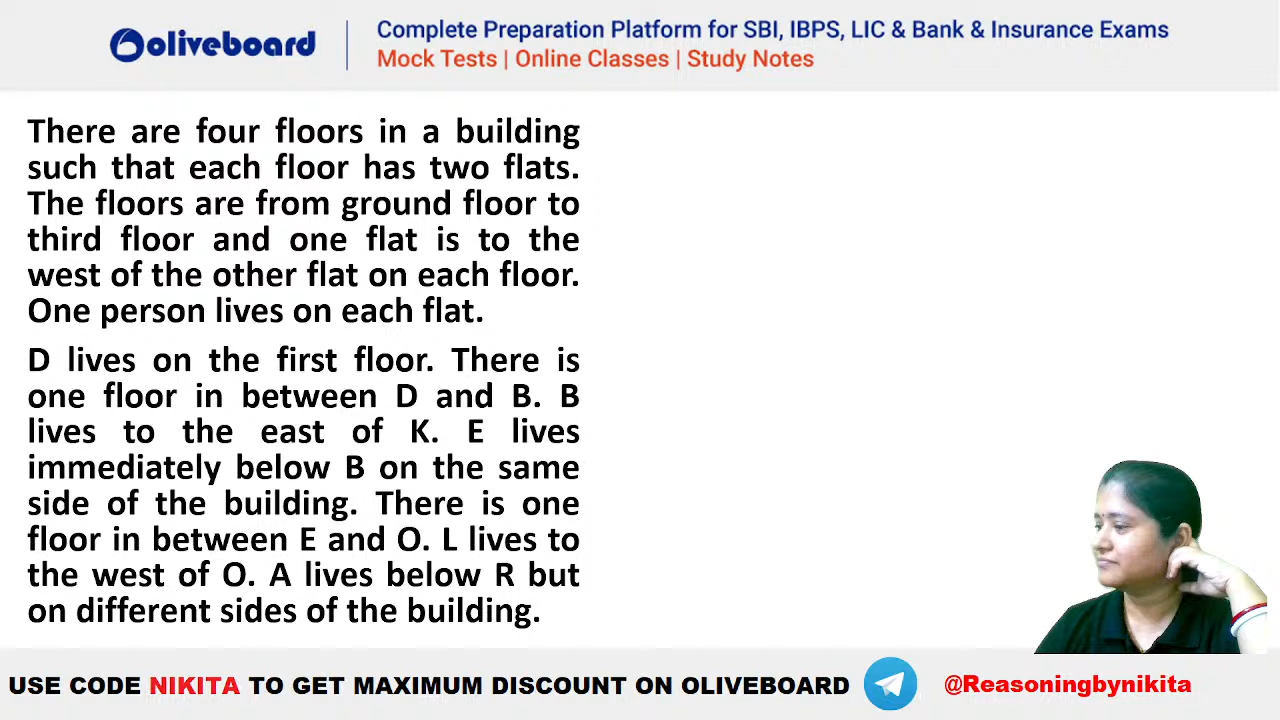 oliveboard
Complete Preparation Platform for SBI, IBPS, LIC & Bank & Insurance Exams
Mock Tests | Online Classes | Study Notes
There are four floors in a building
such that each floor has two flats.
The floors are from ground floor to
third floor and one flat is to the
west of the other flat on each floor.
One person lives on each flat.
D lives on the first floor. There is
one floor in between D and B. B
lives to the east of K. E lives
immediately below B on the same
side of the building. There is one
floor in between E and O. L lives to
the west of O. A lives below R but
on different sides of the building.
USE CODE NIKITA TO GET MAXIMUM DISCOUNT ON OLIVEBOARD
@Reasoningbynikita